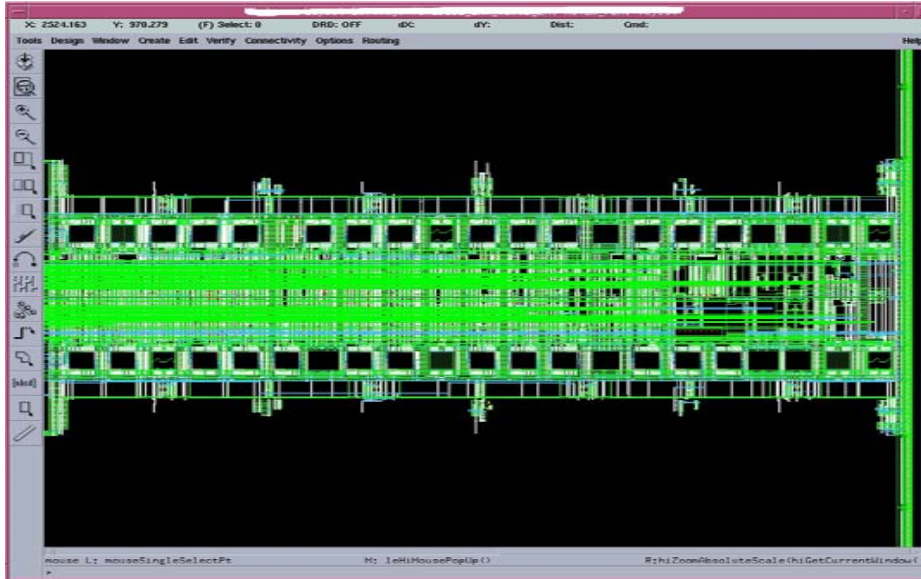 X: 2524.163 Y: 970.279 (F) Select: 0 DRD: OFF dX: dY: Dist: Cmd:
Tools Design Window Create Edit Verify Connectivity Options Routing Help
[abcd]
mouse L: mouseSingleSelectPt M: leHiMousePopUp() R:hiZoomAbsoluteScale(hiGetCurrentWindow(
>